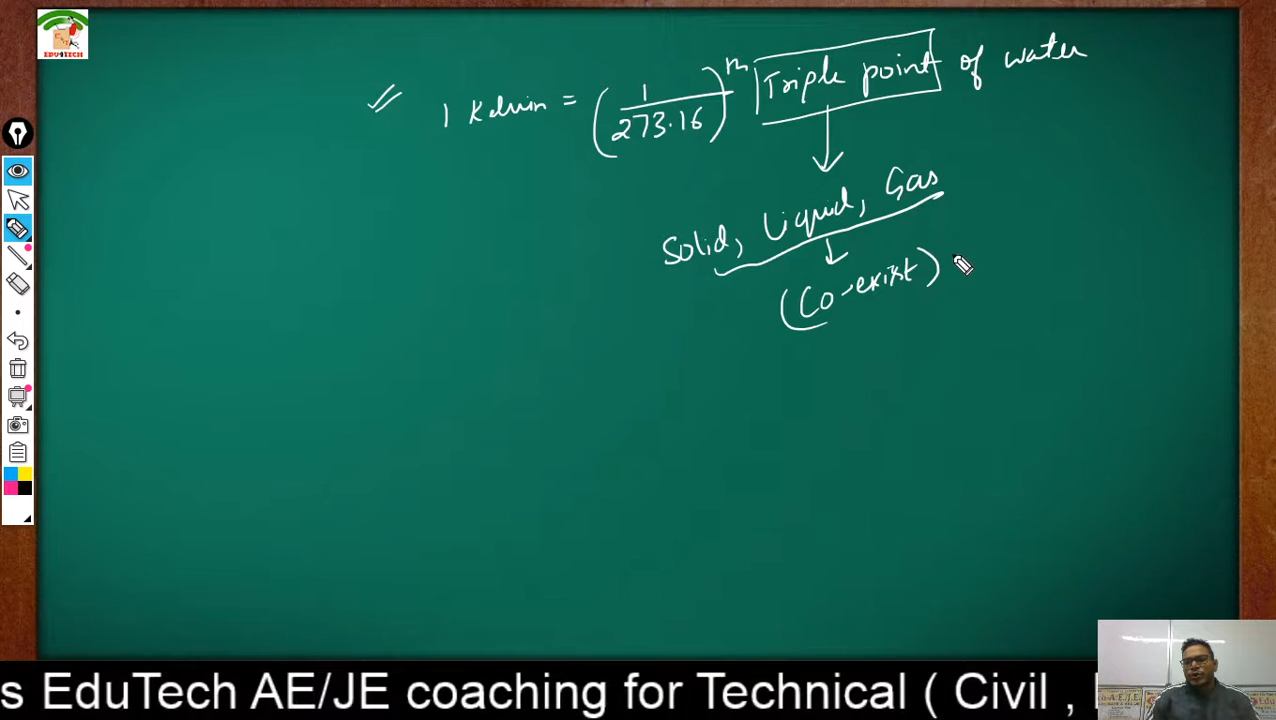 EDU4TECH
1 Kelvin = (1/273.16)th Triple point of water
Solid, Liquid, Gas
(Co-exist)
s EduTech AE/JE coaching for Technical ( Civil ,